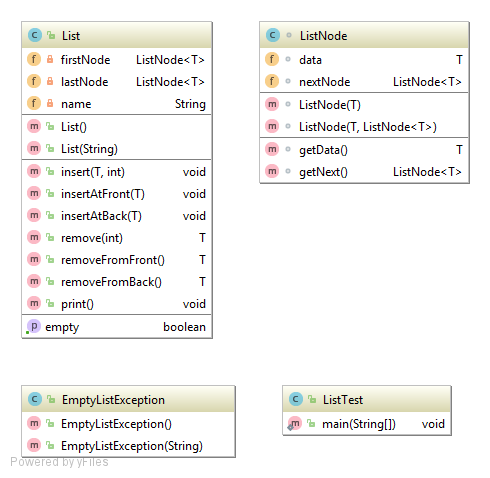 List
firstNode ListNode<T>
lastNode ListNode<T>
name String
List()
List(String)
insert(T, int) void
insertAtFront(T) void
insertAtBack(T) void
remove(int) T
removeFromFront() T
removeFromBack() T
print() void
empty boolean
ListNode
data T
nextNode ListNode<T>
ListNode(T)
ListNode(T, ListNode<T>)
getData() T
getNext() ListNode<T>
EmptyListException
EmptyListException()
EmptyListException(String)
ListTest
main(String[]) void
Powered by yFiles